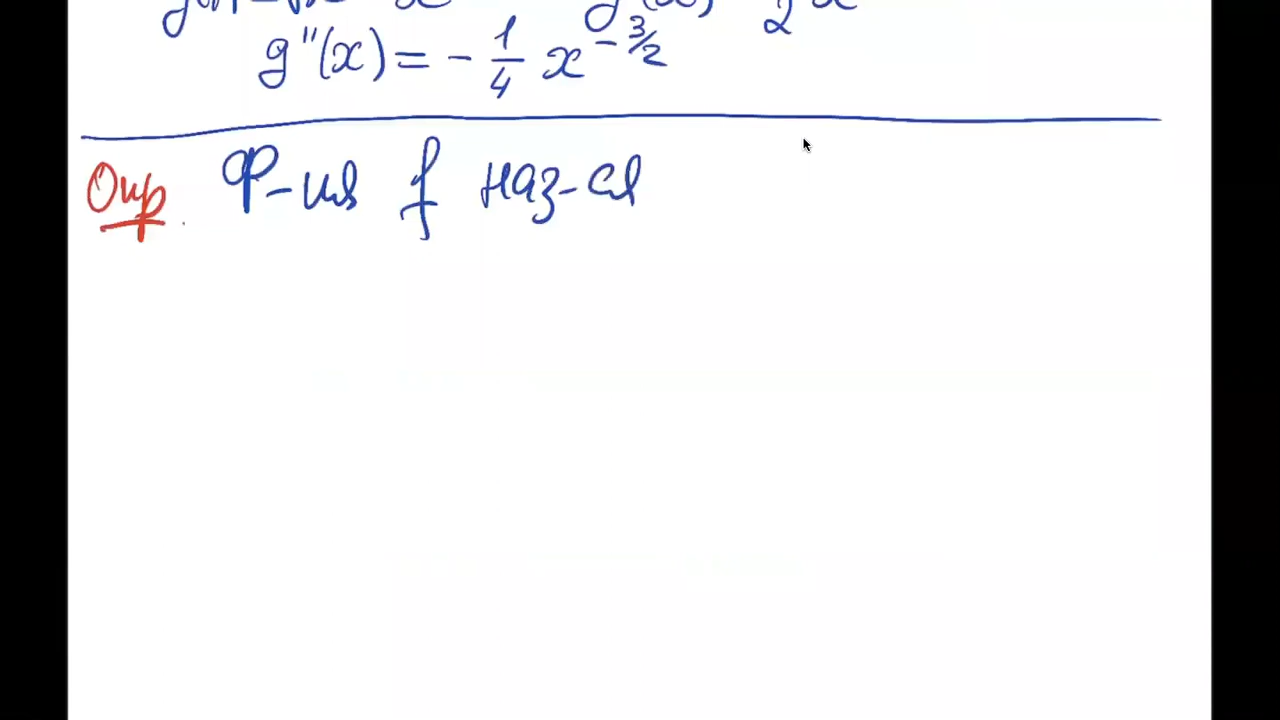 g''(x) = - 1/4 x^{-3/2}
Опр. Ф-ия f наз-ся